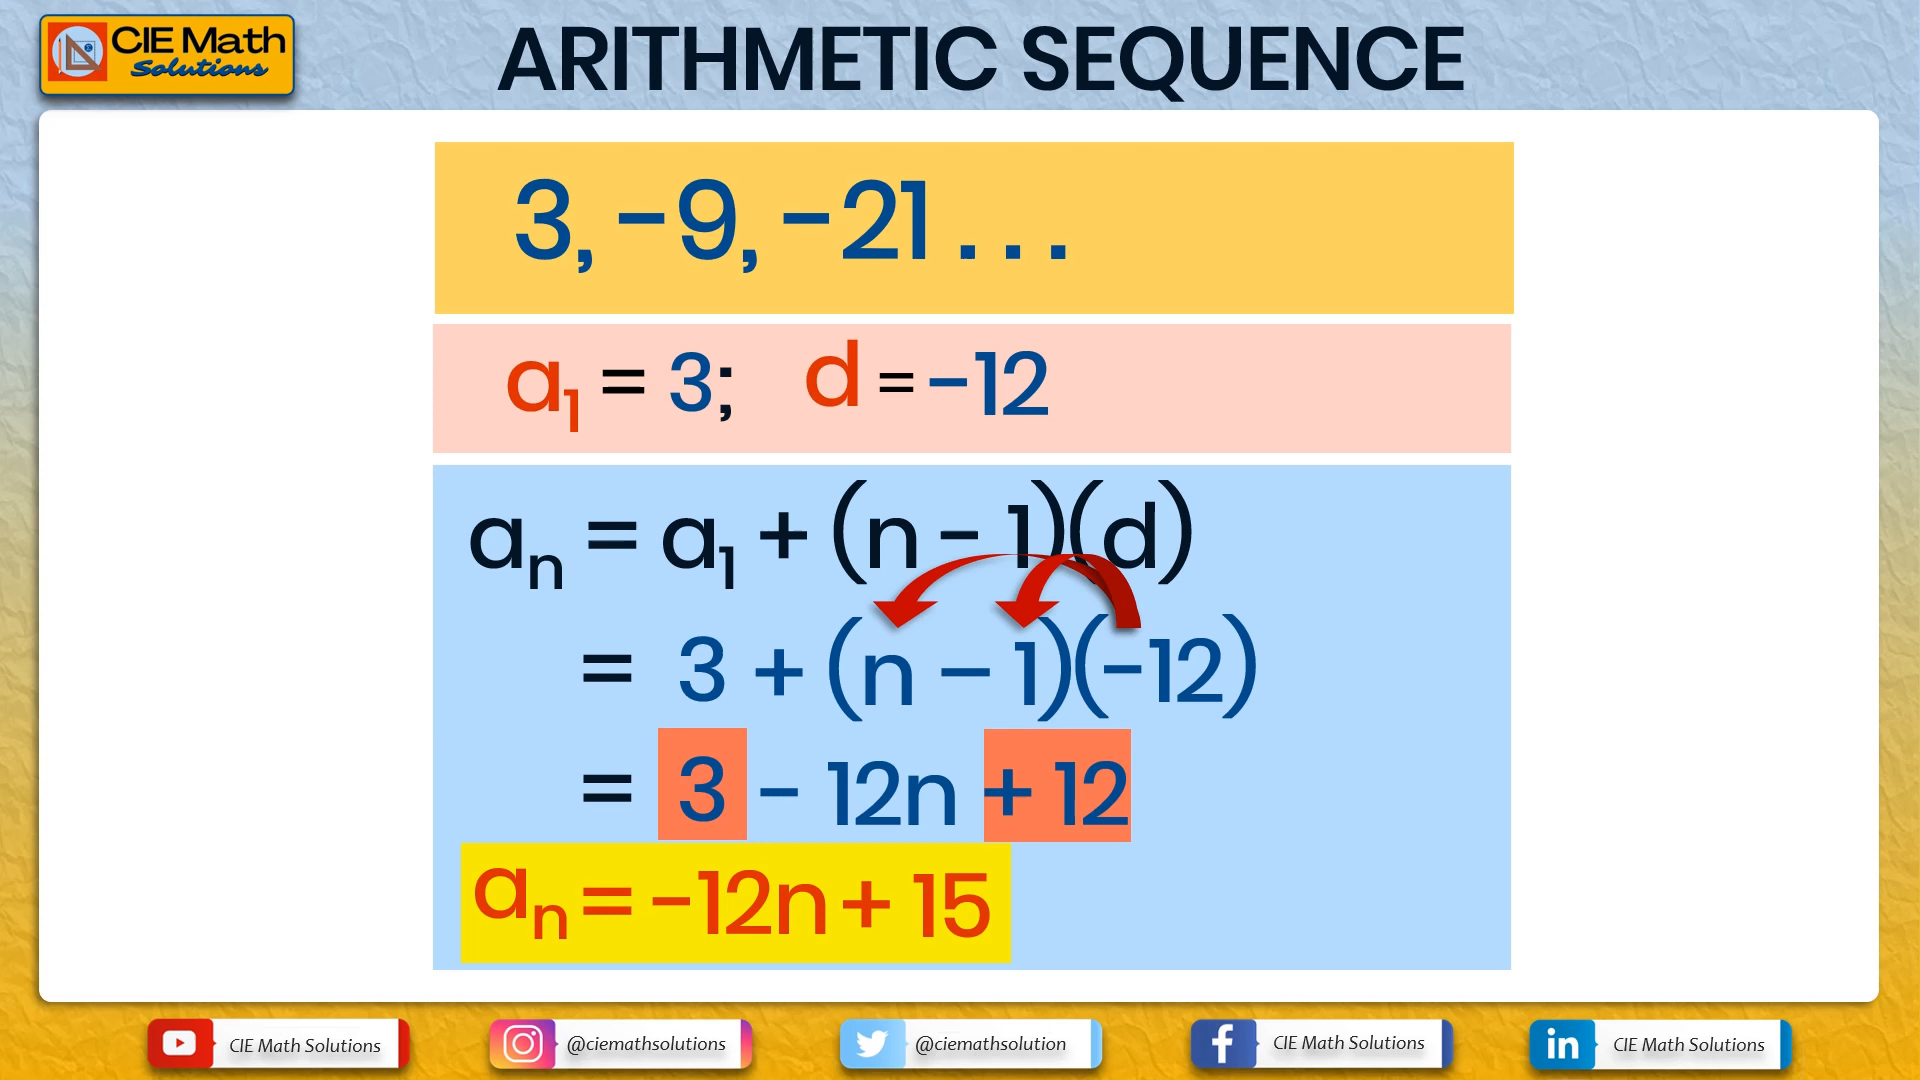 CIE Math
Solutions
ARITHMETIC SEQUENCE
3, -9, -21 . . .
a₁ = 3; d = -12
aₙ = a₁ + (n - 1)(d)
= 3 + (n – 1)(-12)
= 3 - 12n + 12
aₙ = -12n + 15
CIE Math Solutions
@ciemathsolutions
@ciemathsolution
CIE Math Solutions
in CIE Math Solutions